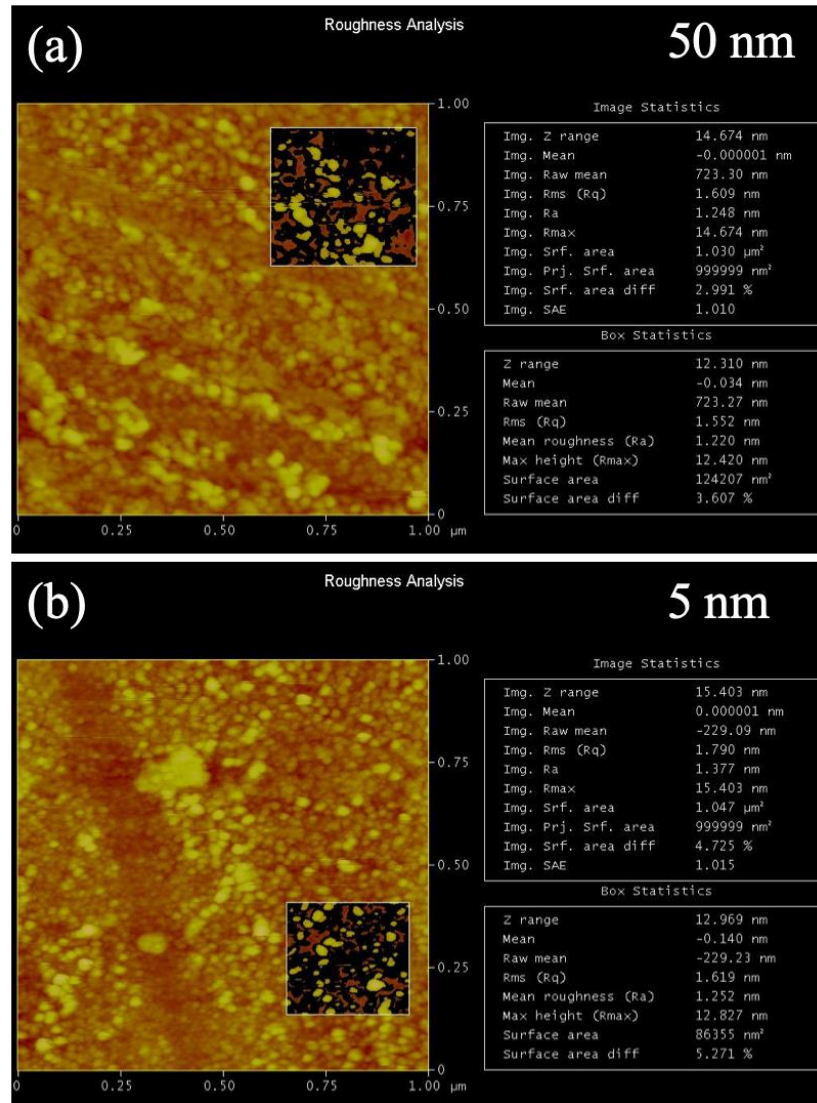 (a)
Roughness Analysis
50 nm
Image Statistics
Img. Z range 14.674 nm
Img. Mean -0.000001 nm
Img. Raw mean 723.30 nm
Img. Rms (Rq) 1.609 nm
Img. Ra 1.248 nm
Img. Rmax 14.674 nm
Img. Srf. area 1.030 µm²
Img. Prj. Srf. area 999999 nm²
Img. Srf. area diff 2.991 %
Img. SAE 1.010
Box Statistics
Z range 12.310 nm
Mean -0.034 nm
Raw mean 723.27 nm
Rms (Rq) 1.552 nm
Mean roughness (Ra) 1.220 nm
Max height (Rmax) 12.420 nm
Surface area 124207 nm²
Surface area diff 3.607 %
1.00
0.75
0.50
0.25
0
0 0.25 0.50 0.75 1.00 µm
(b)
Roughness Analysis
5 nm
Image Statistics
Img. Z range 15.403 nm
Img. Mean 0.000001 nm
Img. Raw mean -229.09 nm
Img. Rms (Rq) 1.790 nm
Img. Ra 1.377 nm
Img. Rmax 15.403 nm
Img. Srf. area 1.047 µm²
Img. Prj. Srf. area 999999 nm²
Img. Srf. area diff 4.725 %
Img. SAE 1.015
Box Statistics
Z range 12.969 nm
Mean -0.140 nm
Raw mean -229.23 nm
Rms (Rq) 1.619 nm
Mean roughness (Ra) 1.252 nm
Max height (Rmax) 12.827 nm
Surface area 86355 nm²
Surface area diff 5.271 %
1.00
0.75
0.50
0.25
0
0 0.25 0.50 0.75 1.00 µm